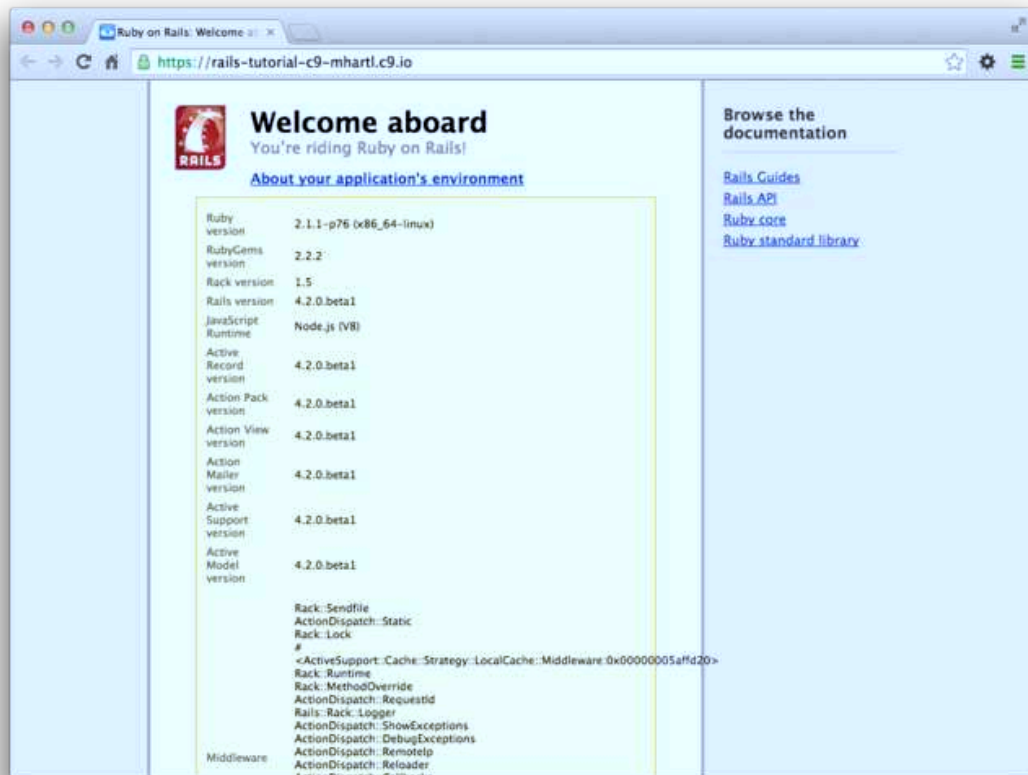 Ruby on Rails: Welcome a
https://rails-tutorial-c9-mhartl.c9.io
RAILS
Welcome aboard
You're riding Ruby on Rails!
About your application's environment
Ruby
version 2.1.1-p76 (x86_64-linux)
RubyGems
version 2.2.2
Rack version 1.5
Rails version 4.2.0.beta1
JavaScript
Runtime Node.js (V8)
Active
Record 4.2.0.beta1
version
Action Pack
version 4.2.0.beta1
Action View
version 4.2.0.beta1
Action
Mailer 4.2.0.beta1
version
Active
Support 4.2.0.beta1
version
Active
Model 4.2.0.beta1
version
Middleware
Rack::Sendfile
ActionDispatch::Static
Rack::Lock
#
<ActiveSupport::Cache::Strategy::LocalCache::Middleware:0x00000005affd20>
Rack::Runtime
Rack::MethodOverride
ActionDispatch::RequestId
Rails::Rack::Logger
ActionDispatch::ShowExceptions
ActionDispatch::DebugExceptions
ActionDispatch::RemoteIp
ActionDispatch::Reloader
Browse the
documentation
Rails Guides
Rails API
Ruby core
Ruby standard library